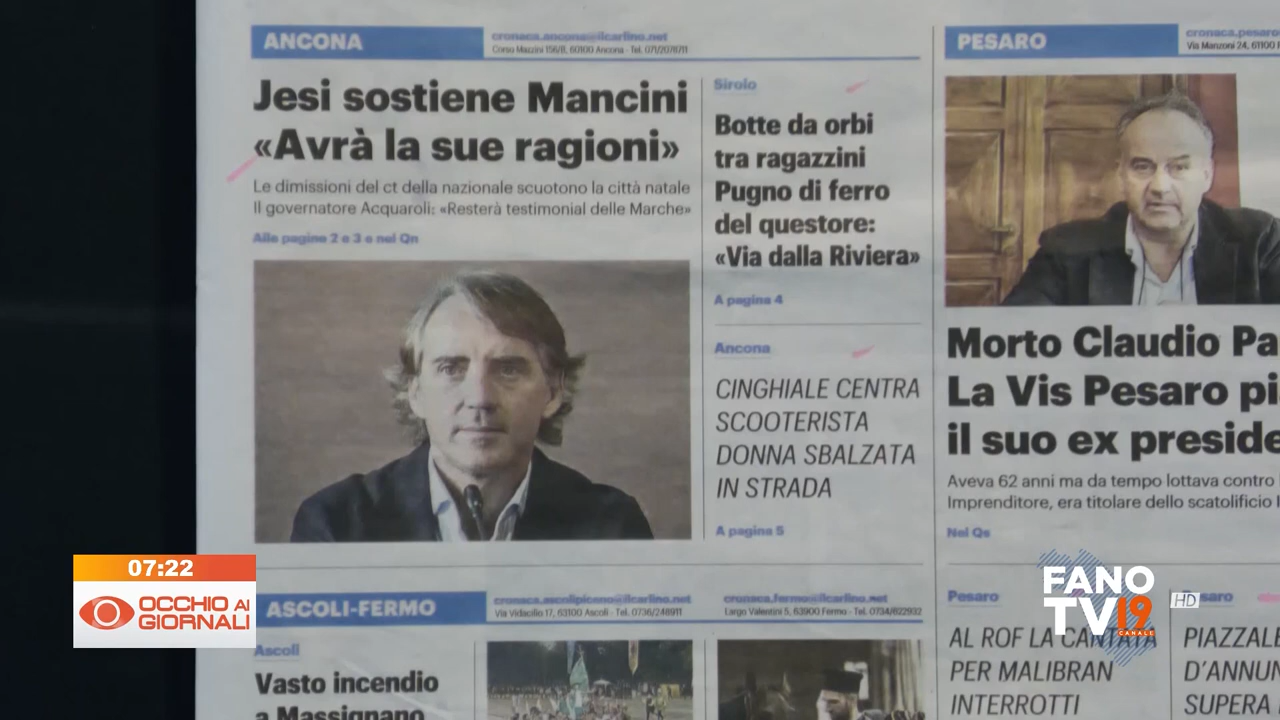 ANCONA
cronaca.ancona@ilcarlino.net
Corso Mazzini 156/8, 60100 Ancona - Tel. 071/2078711
Jesi sostiene Mancini
«Avrà la sue ragioni»
Le dimissioni del ct della nazionale scuotono la città natale
Il governatore Acquaroli: «Resterà testimonial delle Marche»
Alle pagine 2 e 3 e nel Qn
Sirolo
Botte da orbi
tra ragazzini
Pugno di ferro
del questore:
«Via dalla Riviera»
A pagina 4
Ancona
CINGHIALE CENTRA
SCOOTERISTA
DONNA SBALZATA
IN STRADA
A pagina 5
PESARO
cronaca.pesaro
Via Manzoni 24, 61100
Morto Claudio Pa
La Vis Pesaro pi
il suo ex preside
Aveva 62 anni ma da tempo lottava contro
Imprenditore, era titolare dello scatolificio
Nel Qs
ASCOLI-FERMO
cronaca.ascolipiceno@ilcarlino.net
Via Vidacilio 17, 63100 Ascoli - Tel. 0736/248911
cronaca.fermo@ilcarlino.net
Largo Valentini 5, 63900 Fermo - Tel. 0734/622932
Ascoli
Vasto incendio
a Massignano
Pesaro
AL ROF LA CANTATA
PER MALIBRAN
INTERROTTI
saro
PIAZZALE
D'ANNUN
SUPERA
07:22
OCCHIO AI
GIORNALI
FANO
TV19
CANALE
HD